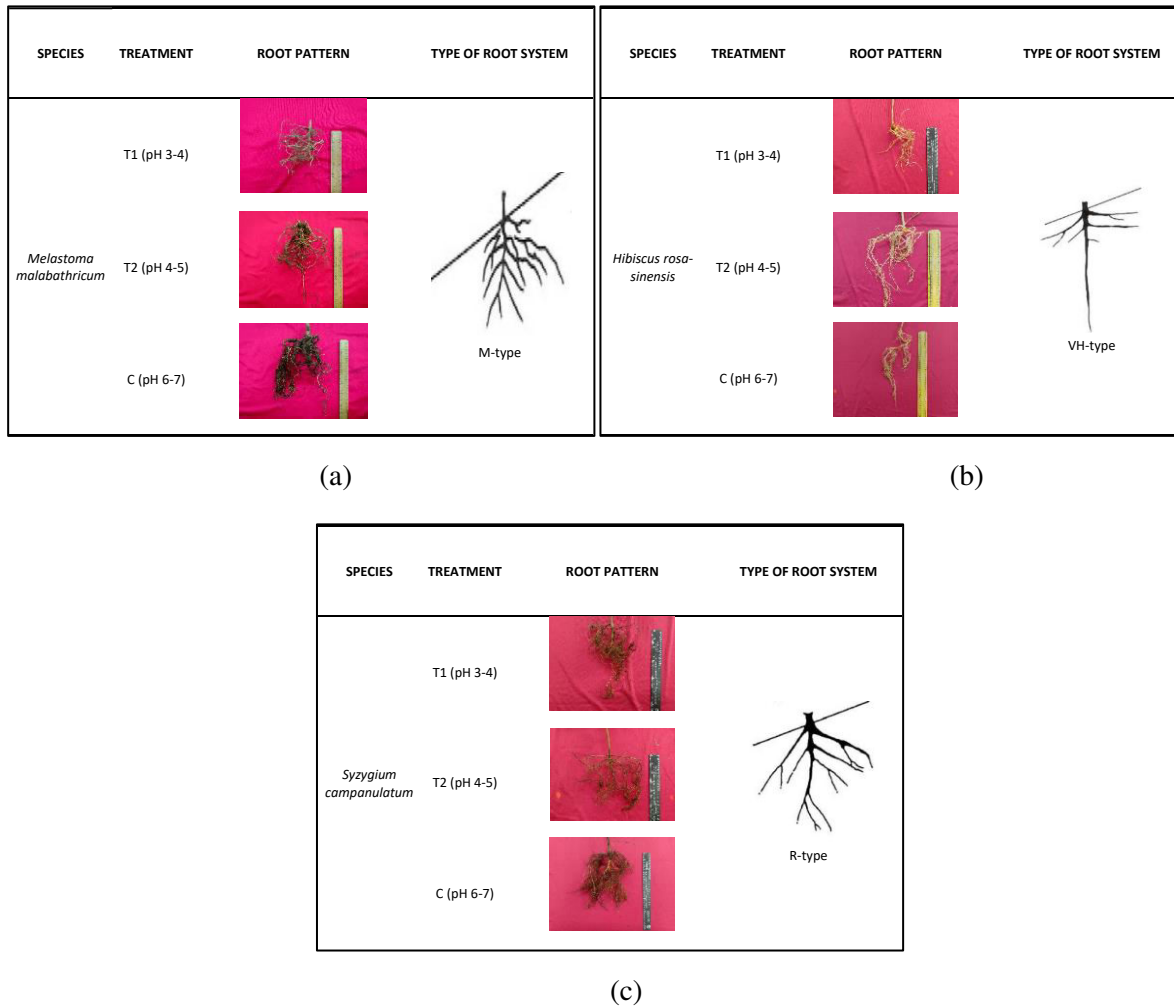 SPECIES TREATMENT ROOT PATTERN TYPE OF ROOT SYSTEM
T1 (pH 3-4)
Melastoma
malabathricum
T2 (pH 4-5)
C (pH 6-7)
M-type
(a)
SPECIES TREATMENT ROOT PATTERN TYPE OF ROOT SYSTEM
T1 (pH 3-4)
Hibiscus rosa-
sinensis
T2 (pH 4-5)
C (pH 6-7)
VH-type
(b)
SPECIES TREATMENT ROOT PATTERN TYPE OF ROOT SYSTEM
T1 (pH 3-4)
Syzygium
campanulatum
T2 (pH 4-5)
C (pH 6-7)
R-type
(c)